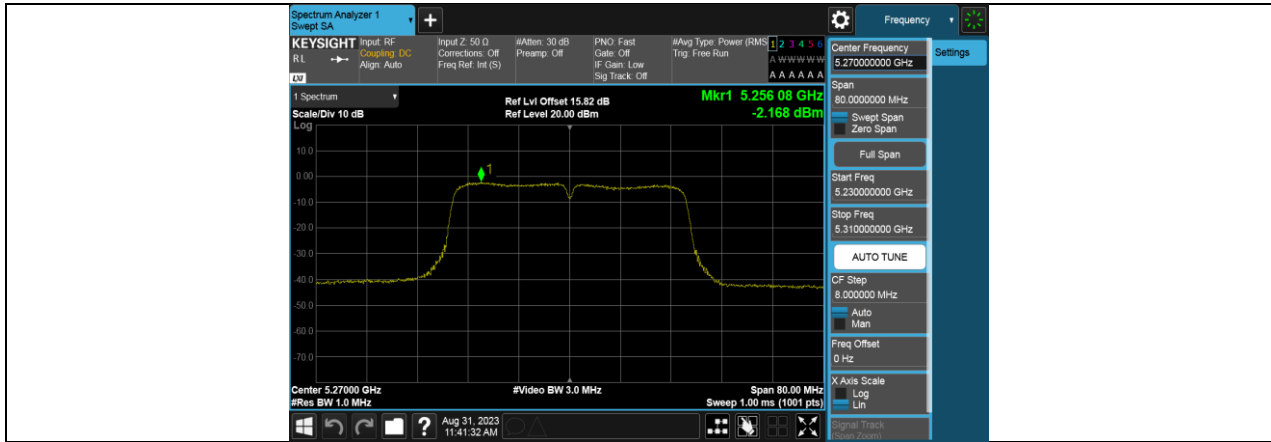 Spectrum Analyzer 1
Swept SA
+
Frequency
KEYSIGHT
RL
LXI
Input: RF
Coupling: DC
Align: Auto
Input Z: 50 Ω
Corrections: Off
Freq Ref: Int (S)
#Atten: 30 dB
Preamp: Off
PNO: Fast
Gate: Off
IF Gain: Low
Sig Track: Off
#Avg Type: Power (RMS
Trig: Free Run
1 2 3 4 5 6
A W W W W W
A A A A A A
1 Spectrum
Scale/Div 10 dB
Log
Ref Lvl Offset 15.82 dB
Ref Level 20.00 dBm
Mkr1 5.256 08 GHz
-2.168 dBm
10.0
0.00
-10.0
-20.0
-30.0
-40.0
-50.0
-60.0
-70.0
1
Center 5.27000 GHz
#Res BW 1.0 MHz
#Video BW 3.0 MHz
Span 80.00 MHz
Sweep 1.00 ms (1001 pts)
Center Frequency
5.270000000 GHz
Settings
Span
80.0000000 MHz
Swept Span
Zero Span
Full Span
Start Freq
5.230000000 GHz
Stop Freq
5.310000000 GHz
AUTO TUNE
CF Step
8.000000 MHz
Auto
Man
Freq Offset
0 Hz
X Axis Scale
Log
Lin
Signal Track
(Span Zoom)
?
Aug 31, 2023
11:41:32 AM